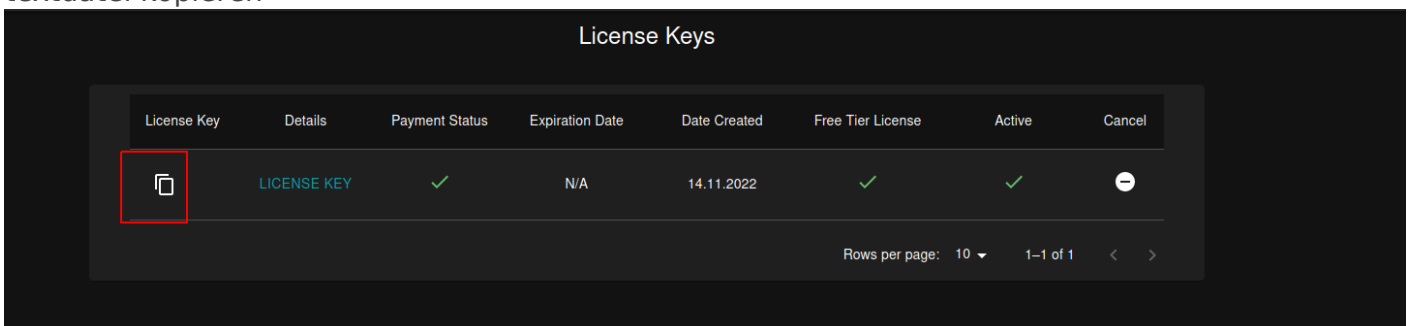 License Keys
License Key Details Payment Status Expiration Date Date Created Free Tier License Active Cancel
LICENSE KEY N/A 14.11.2022
Rows per page: 10 1–1 of 1